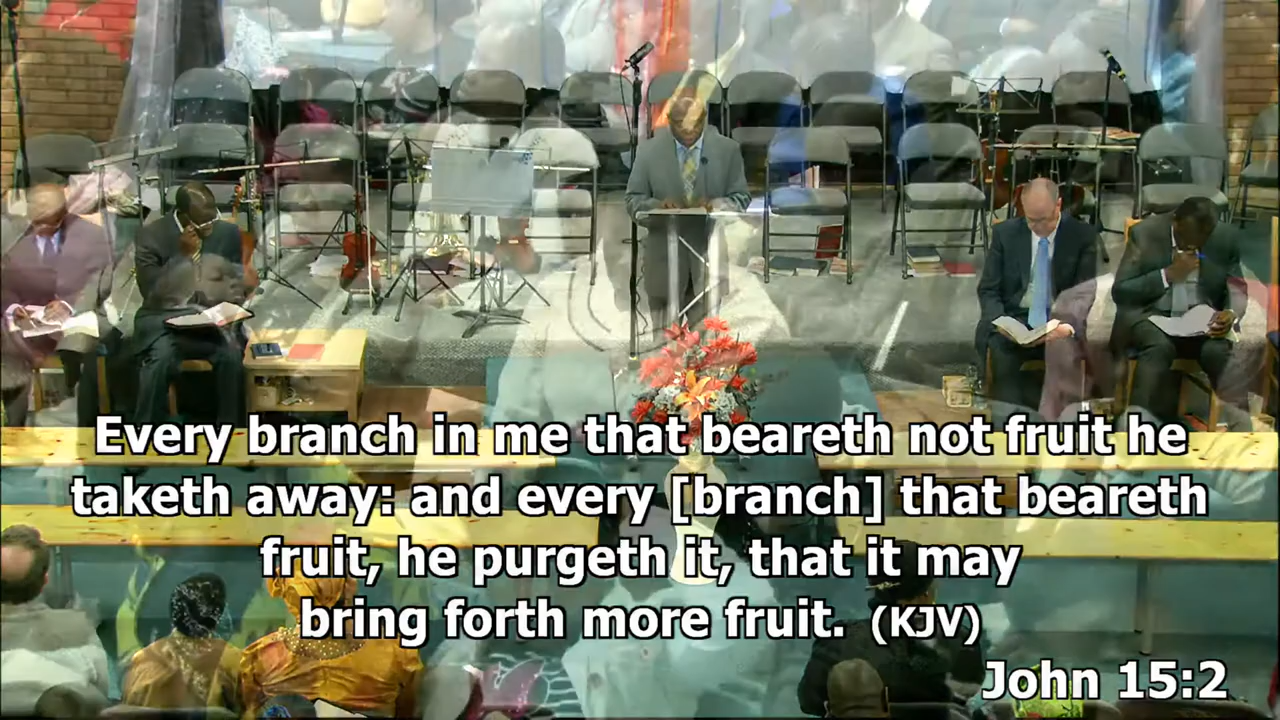 Every branch in me that beareth not fruit he
taketh away: and every [branch] that beareth
fruit, he purgeth it, that it may
bring forth more fruit. (KJV)
John 15:2